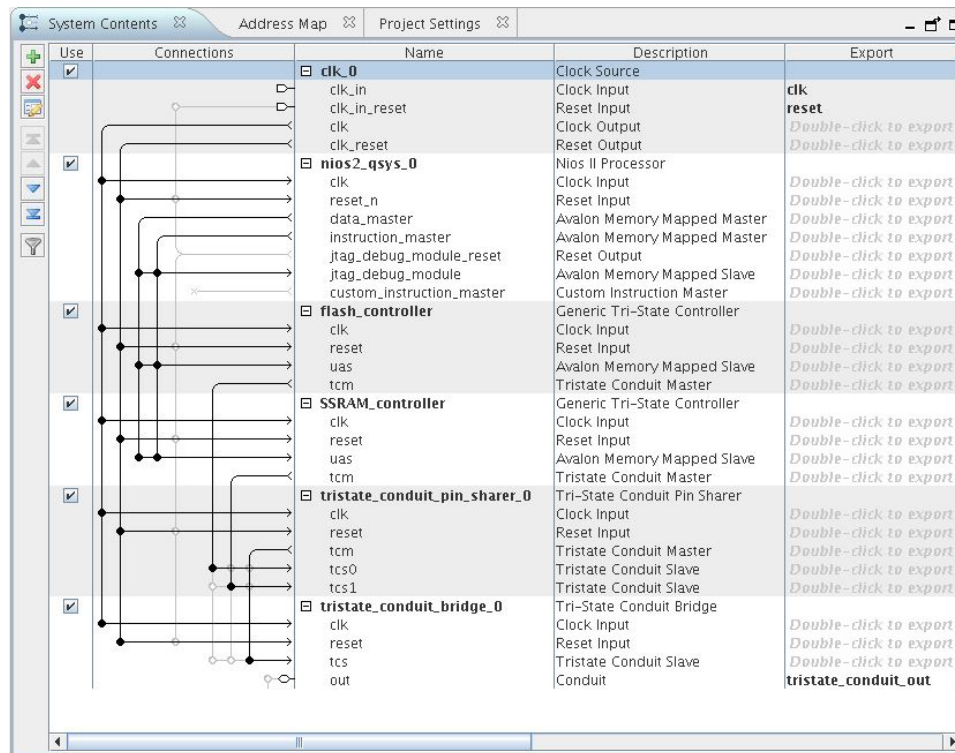 System Contents Address Map Project Settings
Use Connections Name Description Export
clk_0 Clock Source
clk_in Clock Input clk
clk_in_reset Reset Input reset
clk Clock Output Double-click to export
clk_reset Reset Output Double-click to export
nios2_qsys_0 Nios II Processor
clk Clock Input Double-click to export
reset_n Reset Input Double-click to export
data_master Avalon Memory Mapped Master Double-click to export
instruction_master Avalon Memory Mapped Master Double-click to export
jtag_debug_module_reset Reset Output Double-click to export
jtag_debug_module Avalon Memory Mapped Slave Double-click to export
custom_instruction_master Custom Instruction Master Double-click to export
flash_controller Generic Tri-State Controller
clk Clock Input Double-click to export
reset Reset Input Double-click to export
uas Avalon Memory Mapped Slave Double-click to export
tcm Tristate Conduit Master Double-click to export
SSRAM_controller Generic Tri-State Controller
clk Clock Input Double-click to export
reset Reset Input Double-click to export
uas Avalon Memory Mapped Slave Double-click to export
tcm Tristate Conduit Master Double-click to export
tristate_conduit_pin_sharer_0 Tri-State Conduit Pin Sharer
clk Clock Input Double-click to export
reset Reset Input Double-click to export
tcm Tristate Conduit Master Double-click to export
tcs0 Tristate Conduit Slave Double-click to export
tcs1 Tristate Conduit Slave Double-click to export
tristate_conduit_bridge_0 Tri-State Conduit Bridge
clk Clock Input Double-click to export
reset Reset Input Double-click to export
tcs Tristate Conduit Slave Double-click to export
out Conduit tristate_conduit_out